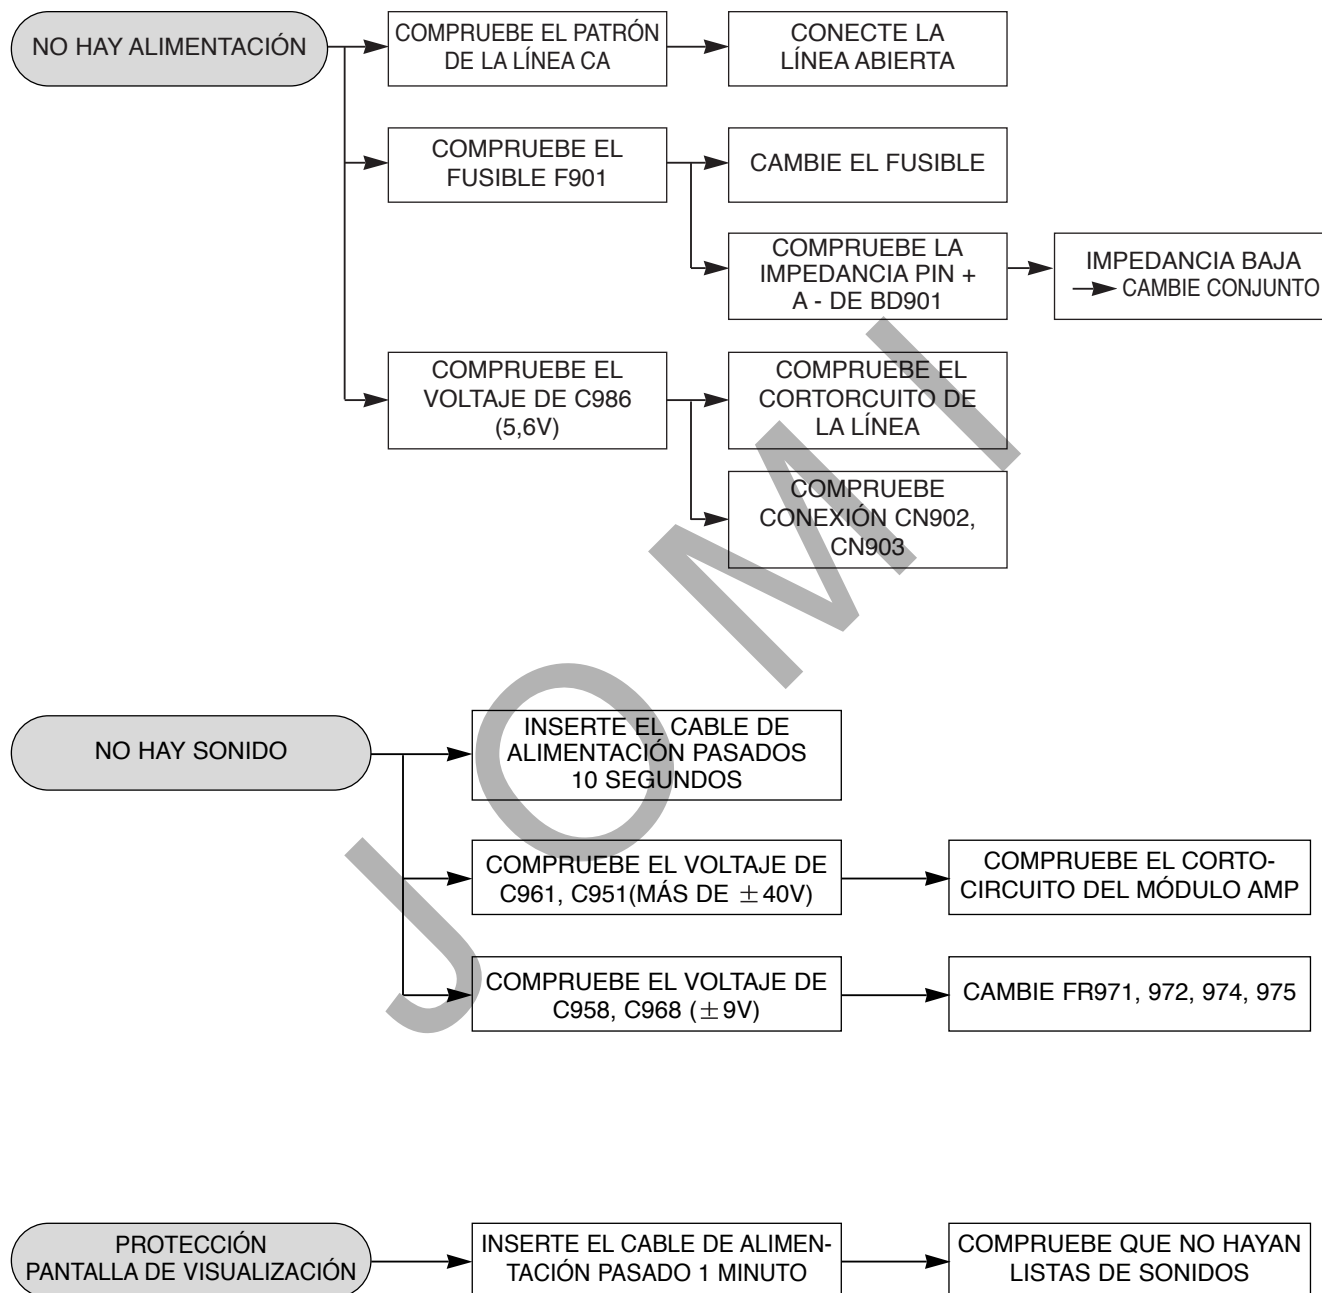 NO HAY ALIMENTACIÓN
COMPRUEBE EL PATRÓN
DE LA LÍNEA CA
CONECTE LA
LÍNEA ABIERTA
COMPRUEBE EL
FUSIBLE F901
CAMBIE EL FUSIBLE
COMPRUEBE LA
IMPEDANCIA PIN +
A - DE BD901
IMPEDANCIA BAJA
CAMBIE CONJUNTO
COMPRUEBE EL
VOLTAJE DE C986
(5,6V)
COMPRUEBE EL
CORTORCUITO DE
LA LÍNEA
COMPRUEBE
CONEXIÓN CN902,
CN903
NO HAY SONIDO
INSERTE EL CABLE DE
ALIMENTACIÓN PASADOS
10 SEGUNDOS
COMPRUEBE EL VOLTAJE DE
C961, C951(MÁS DE ±40V)
COMPRUEBE EL CORTO-
CIRCUITO DEL MÓDULO AMP
COMPRUEBE EL VOLTAJE DE
C958, C968 (±9V)
CAMBIE FR971, 972, 974, 975
PROTECCIÓN
PANTALLA DE VISUALIZACIÓN
INSERTE EL CABLE DE ALIMEN-
TACIÓN PASADO 1 MINUTO
COMPRUEBE QUE NO HAYAN
LISTAS DE SONIDOS
JOMI